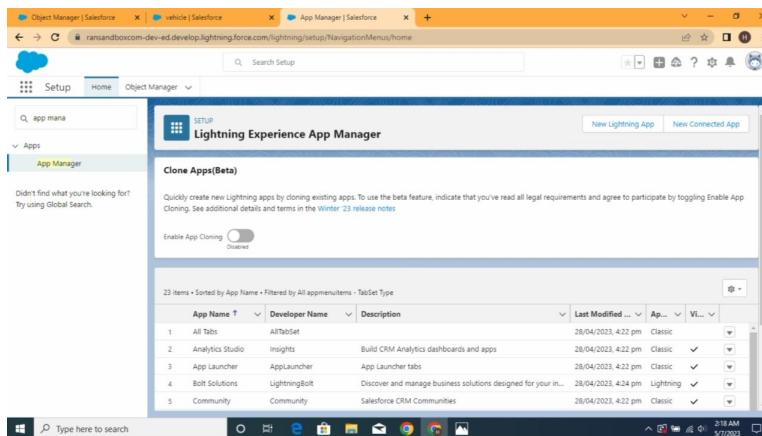 Object Manager | Salesforce
vehicle | Salesforce
App Manager | Salesforce
ransandboxcom-dev-ed.develop.lightning.force.com/lightning/setup/NavigationMenus/home
Search Setup
Setup
Home
Object Manager
app mana
Apps
App Manager
Didn't find what you're looking for?
Try using Global Search.
SETUP
Lightning Experience App Manager
New Lightning App
New Connected App
Clone Apps(Beta)
Quickly create new Lightning apps by cloning existing apps. To use the beta feature, indicate that you've read all legal requirements and agree to participate by toggling Enable App
Cloning. See additional details and terms in the Winter '23 release notes
Enable App Cloning
Disabled
23 items • Sorted by App Name • Filtered by All appmenuitems - TabSet Type
App Name Developer Name Description Last Modified ... Ap... Vi...
1 All Tabs AllTabSet 28/04/2023, 4:22 pm Classic
2 Analytics Studio Insights Build CRM Analytics dashboards and apps 28/04/2023, 4:22 pm Classic
3 App Launcher AppLauncher App Launcher tabs 28/04/2023, 4:22 pm Classic
4 Bolt Solutions LightningBolt Discover and manage business solutions designed for your in... 28/04/2023, 4:24 pm Lightning
5 Community Community Salesforce CRM Communities 28/04/2023, 4:22 pm Classic
Type here to search
2:18 AM
5/7/2023